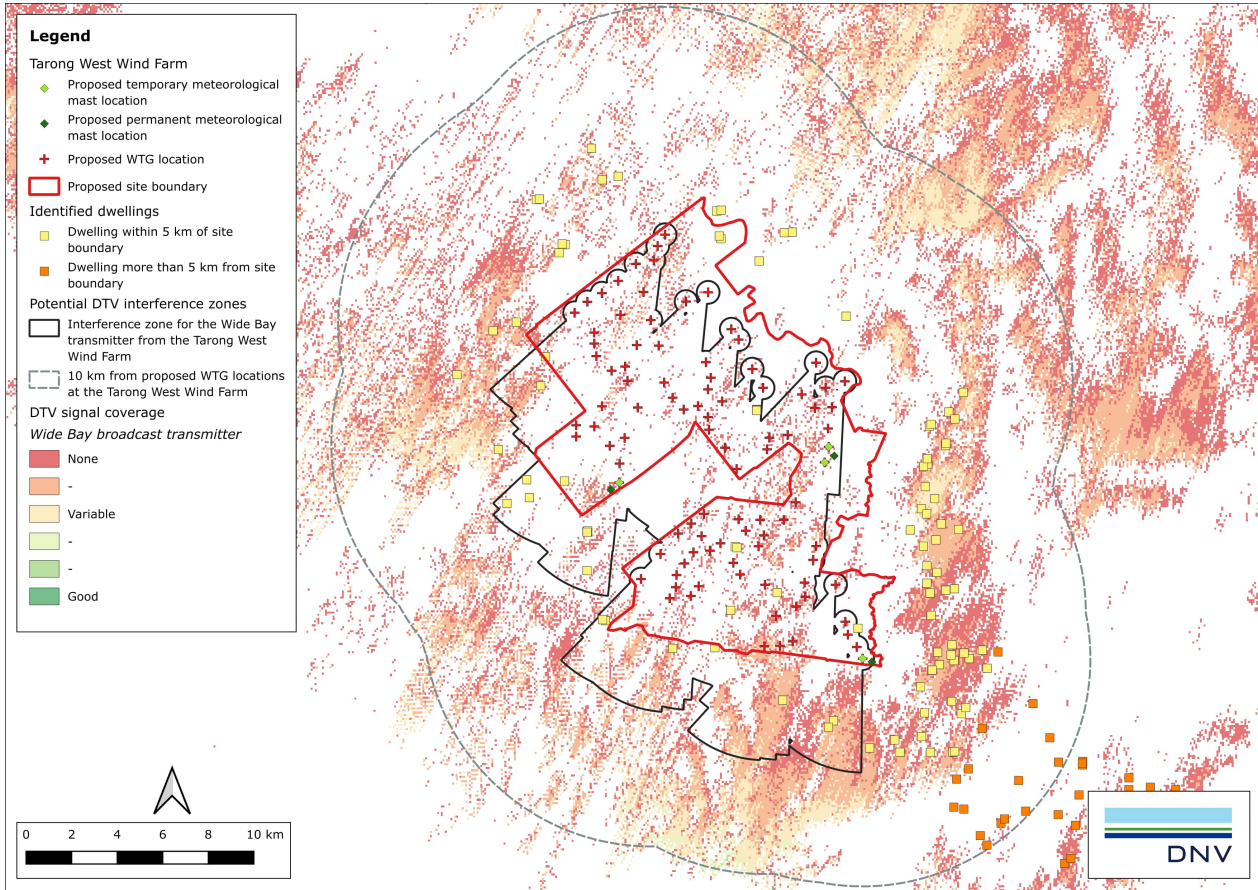 Legend
Tarong West Wind Farm
Proposed temporary meteorological
mast location
Proposed permanent meteorological
mast location
Proposed WTG location
Proposed site boundary
Identified dwellings
Dwelling within 5 km of site
boundary
Dwelling more than 5 km from site
boundary
Potential DTV interference zones
Interference zone for the Wide Bay
transmitter from the Tarong West
Wind Farm
10 km from proposed WTG locations
at the Tarong West Wind Farm
DTV signal coverage
Wide Bay broadcast transmitter
None
-
Variable
-
-
Good
0 2 4 6 8 10 km
DNV